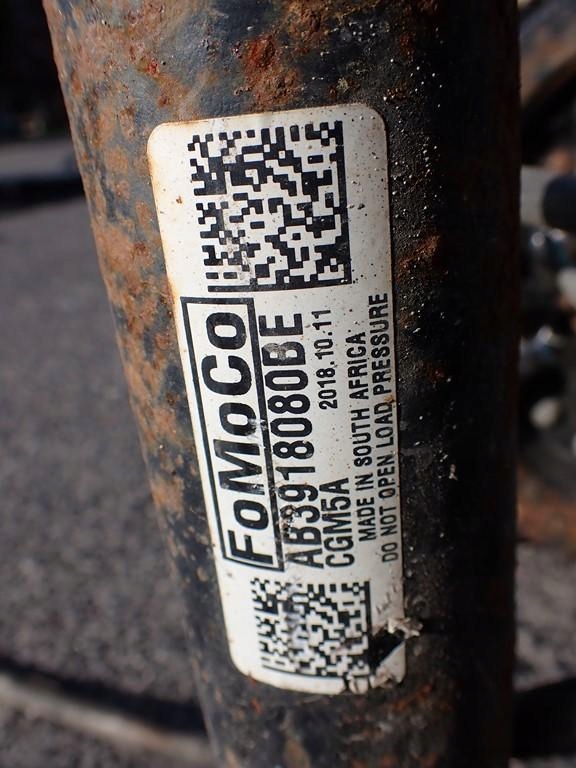 FoMoCo
AB3918080BE
CGM5A 2018.10.11
MADE IN SOUTH AFRICA
DO NOT OPEN LOAD PRESSURE